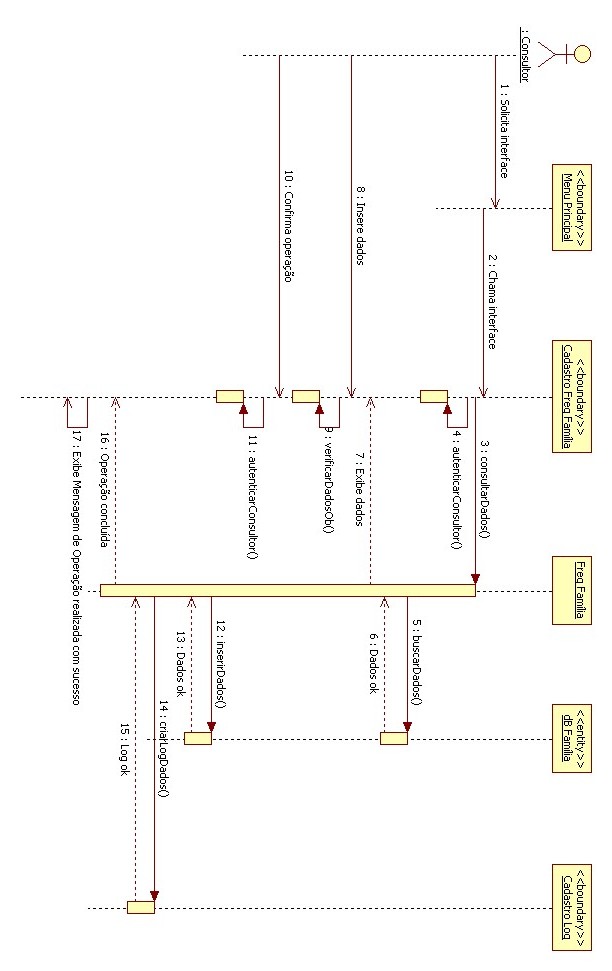 : Consultor
<<boundary>>
Menu Principal
<<boundary>>
Cadastro Freq Familia
Freq Familia
<<entity>>
dB Familia
<<boundary>>
Cadastro Log
1 : Solicita interface
2 : Chama interface
3 : consultarDados()
4 : autenticarConsultor()
5 : buscarDados()
6 : Dados ok
7 : Exibe dados
8 : Insere dados
9 : verificarDadosOb()
10 : Confirma operação
11 : autenticarConsultor()
12 : inserirDados()
13 : Dados ok
14 : criarLogDados()
15 : Log ok
16 : Operação concluída
17 : Exibe Mensagem de Operação realizada com sucesso